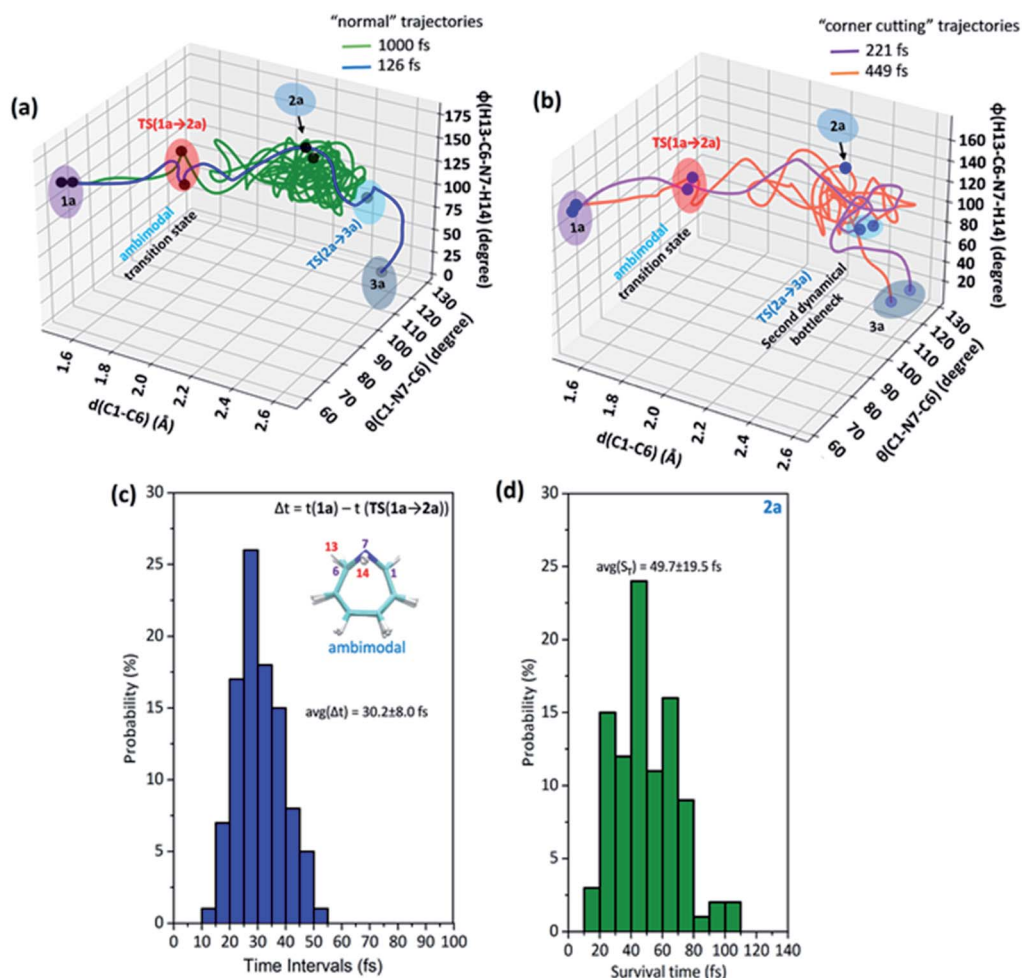 "normal" trajectories
1000 fs
126 fs
(a)
2a
TS(1a→2a)
1a
ambimodal
transition state
TS(2a→3a)
3a
175
150
125
100
75
50
25
0
ϕ(H13-C6-N7-H14) (degree)
130
120
110
100
90
80
70
60
θ(C1-N7-C6) (degree)
1.6
1.8
2.0
2.2
2.4
2.6
d(C1-C6) (Å)
"corner cutting" trajectories
221 fs
449 fs
(b)
2a
TS(1a→2a)
1a
ambimodal
transition state
TS(2a→3a)
Second dynamical
bottleneck
3a
160
140
120
100
80
60
40
20
ϕ(H13-C6-N7-H14) (degree)
130
120
110
100
90
80
70
60
θ(C1-N7-C6) (degree)
1.6
1.8
2.0
2.2
2.4
2.6
d(C1-C6) (Å)
(c)
Δt = t(1a) – t (TS(1a→2a))
13
7
6
14
1
ambimodal
avg(Δt) = 30.2±8.0 fs
30
25
20
15
10
5
0
Probability (%)
0 10 20 30 40 50 60 70 80 90 100
Time Intervals (fs)
(d)
2a
avg(S_T) = 49.7±19.5 fs
30
25
20
15
10
5
0
Probability (%)
0 20 40 60 80 100 120 140
Survival time (fs)